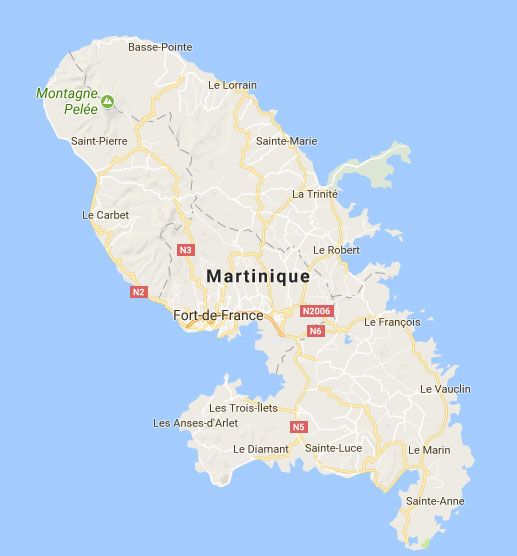 Basse-Pointe
Montagne
Pelée
Le Lorrain
Saint-Pierre
Sainte-Marie
La Trinité
Le Carbet
N3
Le Robert
Martinique
N2
Fort-de-France
N2006
N6
Le François
Le Vauclin
Les Trois-Îlets
Les Anses-d'Arlet
N5
Le Diamant
Sainte-Luce
Le Marin
Sainte-Anne